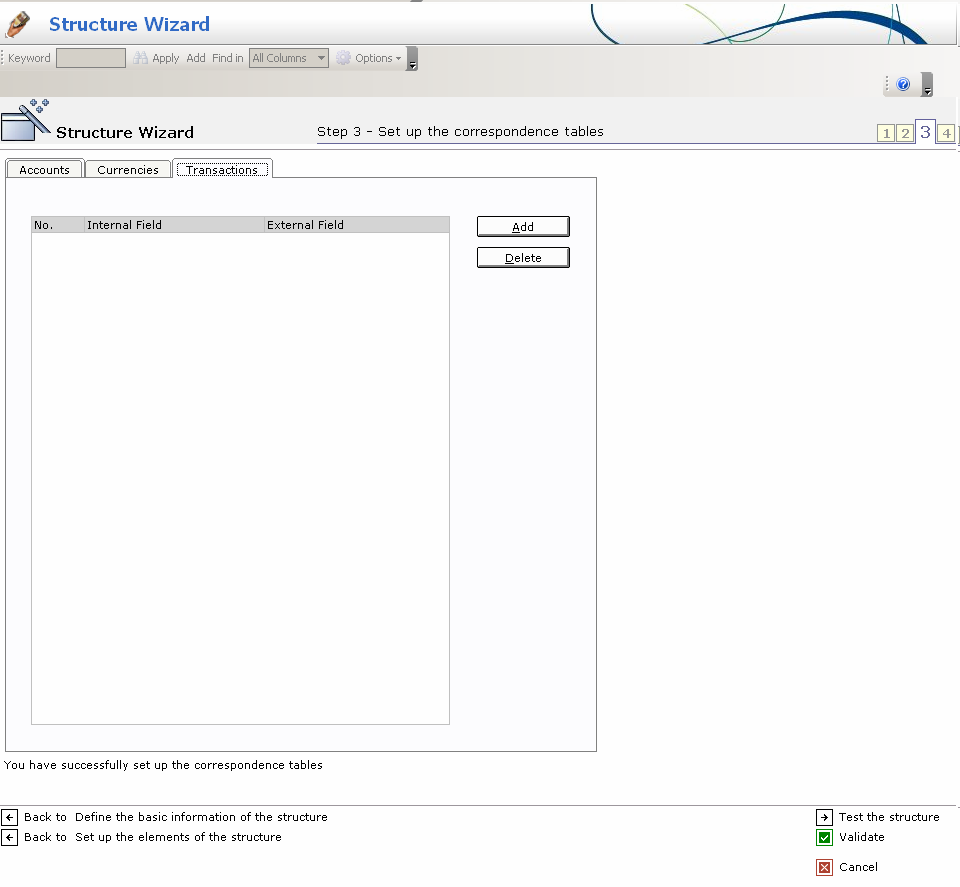 Structure Wizard
Keyword Apply Add Find in All Columns Options
Structure Wizard Step 3 - Set up the correspondence tables 1 2 3 4
Accounts Currencies Transactions
No. Internal Field External Field
Add
Delete
You have successfully set up the correspondence tables
Back to Define the basic information of the structure
Test the structure
Back to Set up the elements of the structure
Validate
Cancel